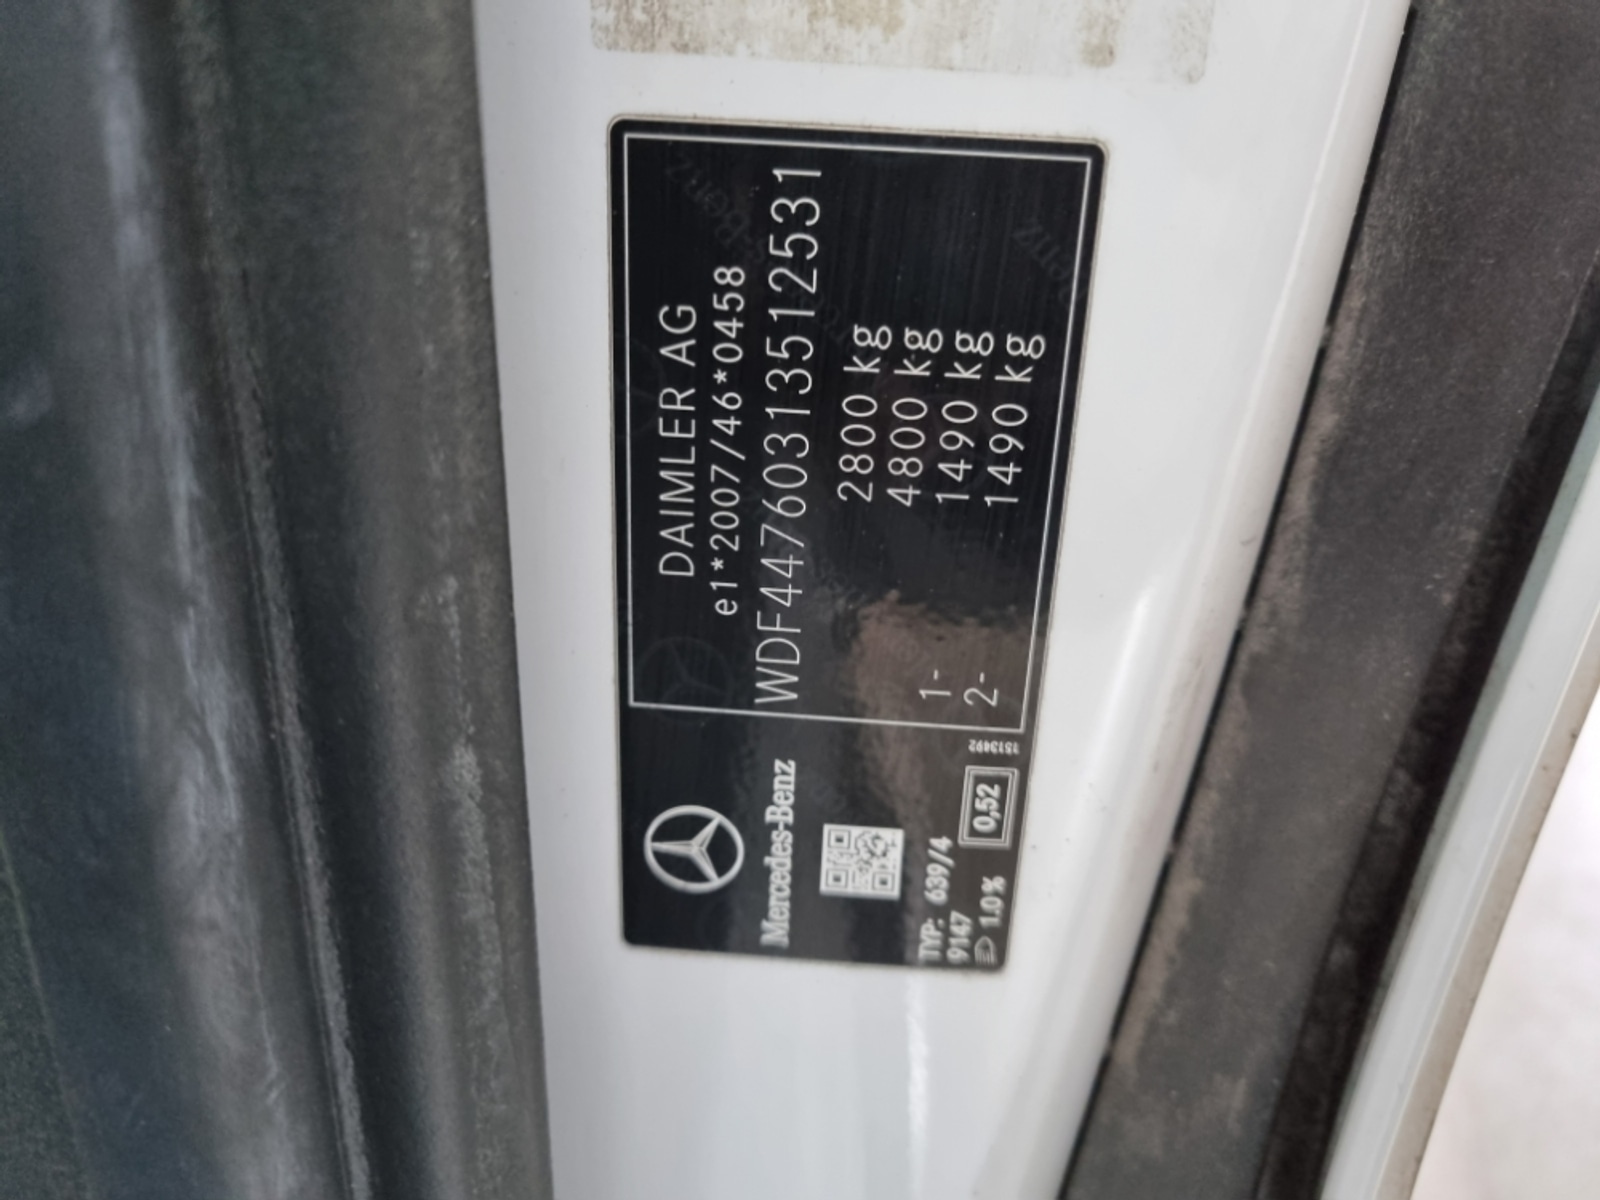 DAIMLER AG
e1*2007/46*0458
WDF44760313512531
2800 kg
4800 kg
1- 1490 kg
2- 1490 kg
Mercedes-Benz
TYP: 639/4
9147
1.0%
0,52
1513492